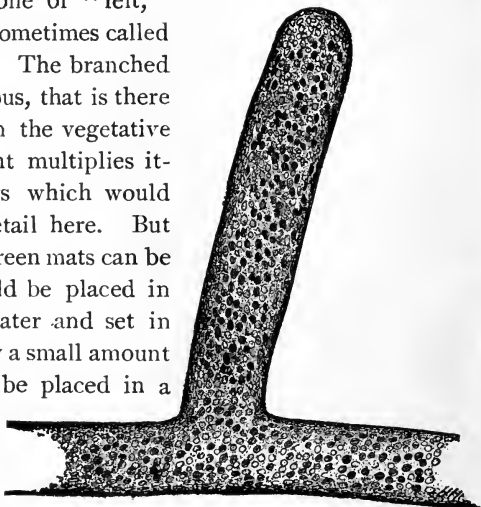 one or "felt,"
sometimes called
The branched
ous, that is there
the vegetative
nt multiplies it-
s which would
etail here. But
reen mats can be
ld be placed in
ater and set in
a small amount
be placed in a